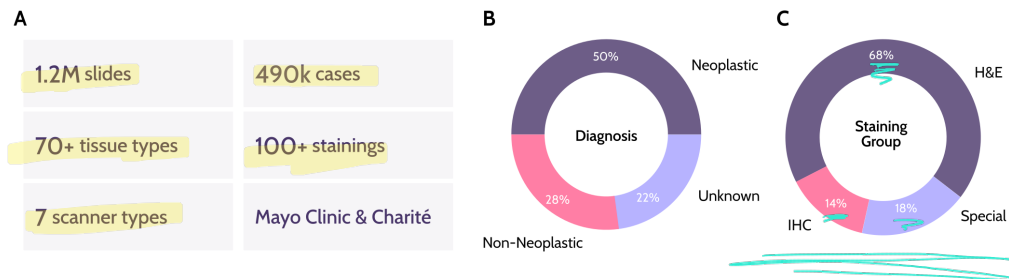 A
1.2M slides
490k cases
70+ tissue types
100+ stainings
7 scanner types
Mayo Clinic & Charité
B
50%
Neoplastic
Diagnosis
28%
22%
Unknown
Non-Neoplastic
C
68%
H&E
Staining
Group
14%
18%
IHC
Special